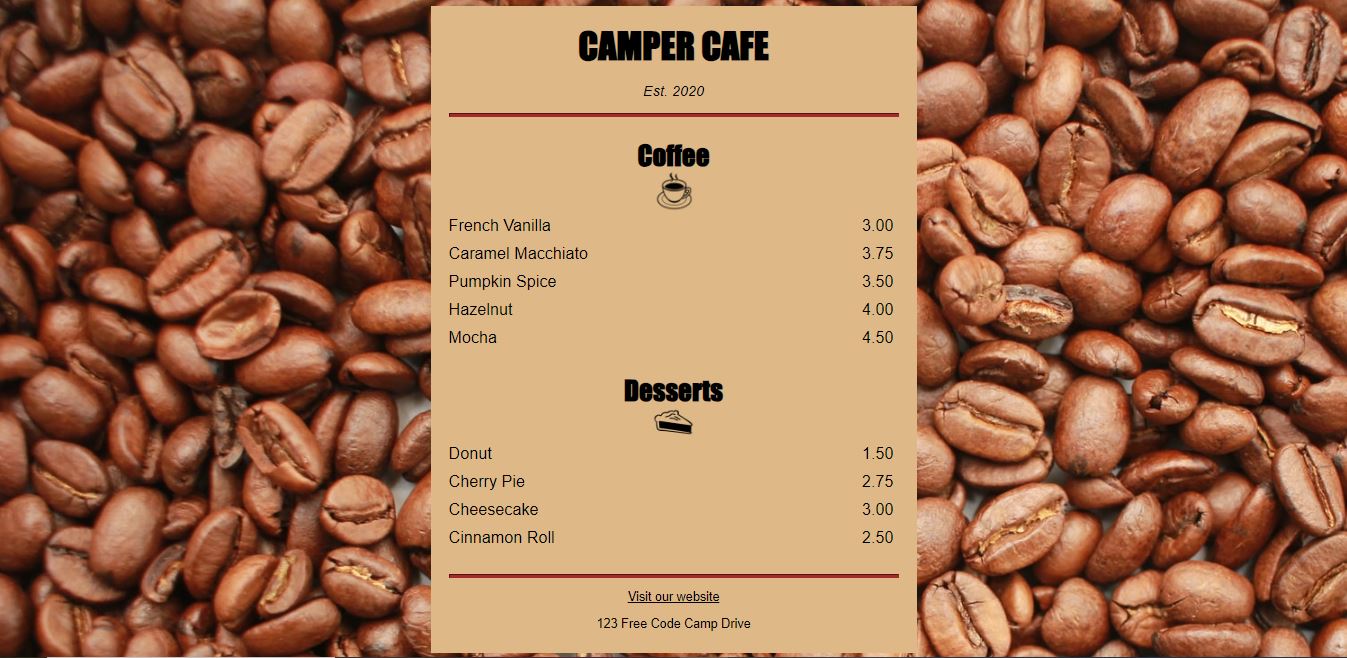 CAMPER CAFE
Est. 2020
Coffee
French Vanilla 3.00
Caramel Macchiato 3.75
Pumpkin Spice 3.50
Hazelnut 4.00
Mocha 4.50
Desserts
Donut 1.50
Cherry Pie 2.75
Cheesecake 3.00
Cinnamon Roll 2.50
Visit our website
123 Free Code Camp Drive